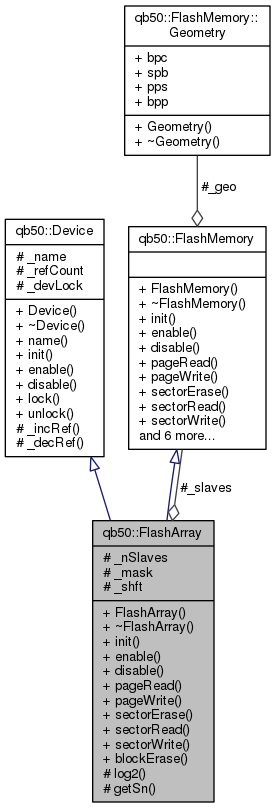 qb50::FlashMemory::
Geometry
+ bpc
+ spb
+ pps
+ bpp
+ Geometry()
+ ~Geometry()
#_geo
qb50::Device
# _name
# _refCount
# _devLock
+ Device()
+ ~Device()
+ name()
+ init()
+ enable()
+ disable()
+ lock()
+ unlock()
# _incRef()
# _decRef()
qb50::FlashMemory
+ FlashMemory()
+ ~FlashMemory()
+ init()
+ enable()
+ disable()
+ pageRead()
+ pageWrite()
+ sectorErase()
+ sectorRead()
+ sectorWrite()
and 6 more...
#_slaves
qb50::FlashArray
# _nSlaves
# _mask
# _shft
+ FlashArray()
+ ~FlashArray()
+ init()
+ enable()
+ disable()
+ pageRead()
+ pageWrite()
+ sectorErase()
+ sectorRead()
+ sectorWrite()
+ blockErase()
# log2()
# getSn()